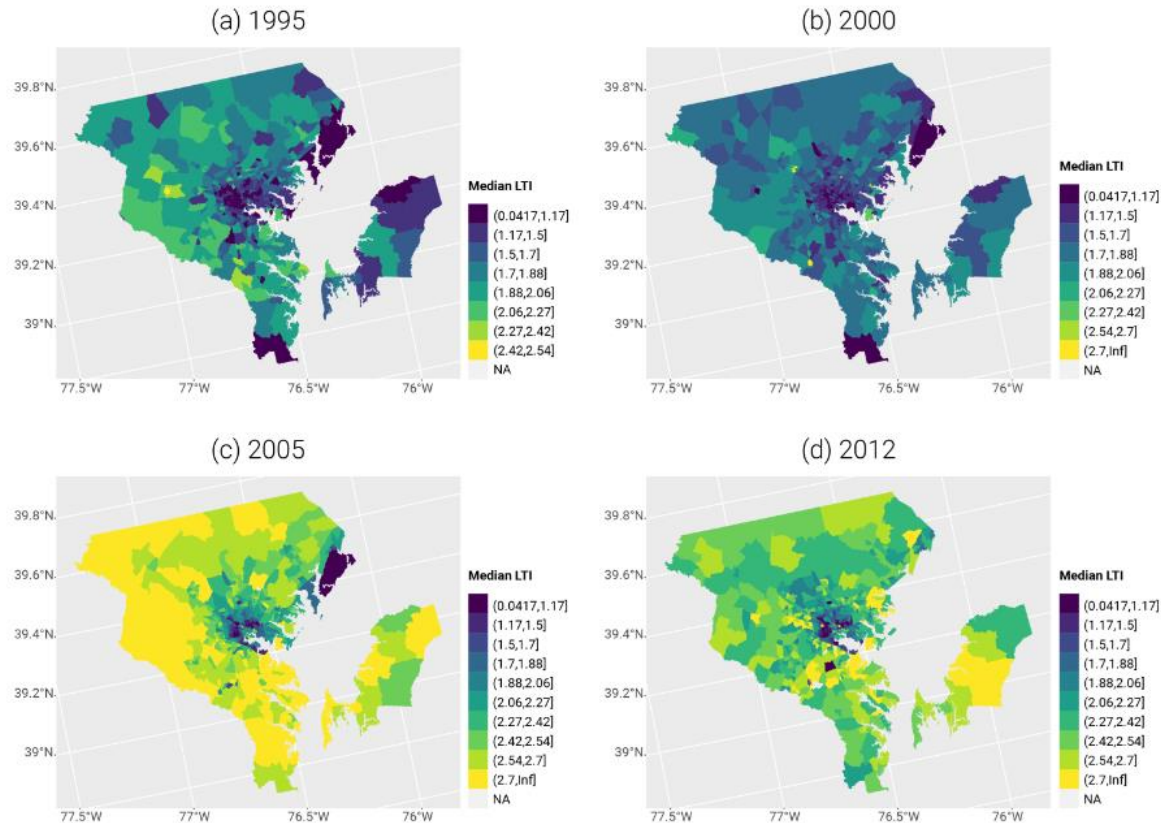 (a) 1995
39.8°N
39.6°N
39.4°N
39.2°N
39°N
77.5°W
77°W
76.5°W
76°W
Median LTI
(0.0417,1.17]
(1.17,1.5]
(1.5,1.7]
(1.7,1.88]
(1.88,2.06]
(2.06,2.27]
(2.27,2.42]
(2.42,2.54]
NA
(b) 2000
39.8°N
39.6°N
39.4°N
39.2°N
39°N
77.5°W
77°W
76.5°W
76°W
Median LTI
(0.0417,1.17]
(1.17,1.5]
(1.5,1.7]
(1.7,1.88]
(1.88,2.06]
(2.06,2.27]
(2.27,2.42]
(2.54,2.7]
(2.7,Inf]
NA
(c) 2005
39.8°N
39.6°N
39.4°N
39.2°N
39°N
77.5°W
77°W
76.5°W
76°W
Median LTI
(0.0417,1.17]
(1.17,1.5]
(1.5,1.7]
(1.7,1.88]
(1.88,2.06]
(2.06,2.27]
(2.27,2.42]
(2.42,2.54]
(2.54,2.7]
(2.7,Inf]
NA
(d) 2012
39.8°N
39.6°N
39.4°N
39.2°N
39°N
77.5°W
77°W
76.5°W
76°W
Median LTI
(0.0417,1.17]
(1.17,1.5]
(1.5,1.7]
(1.7,1.88]
(1.88,2.06]
(2.06,2.27]
(2.27,2.42]
(2.42,2.54]
(2.54,2.7]
(2.7,Inf]
NA